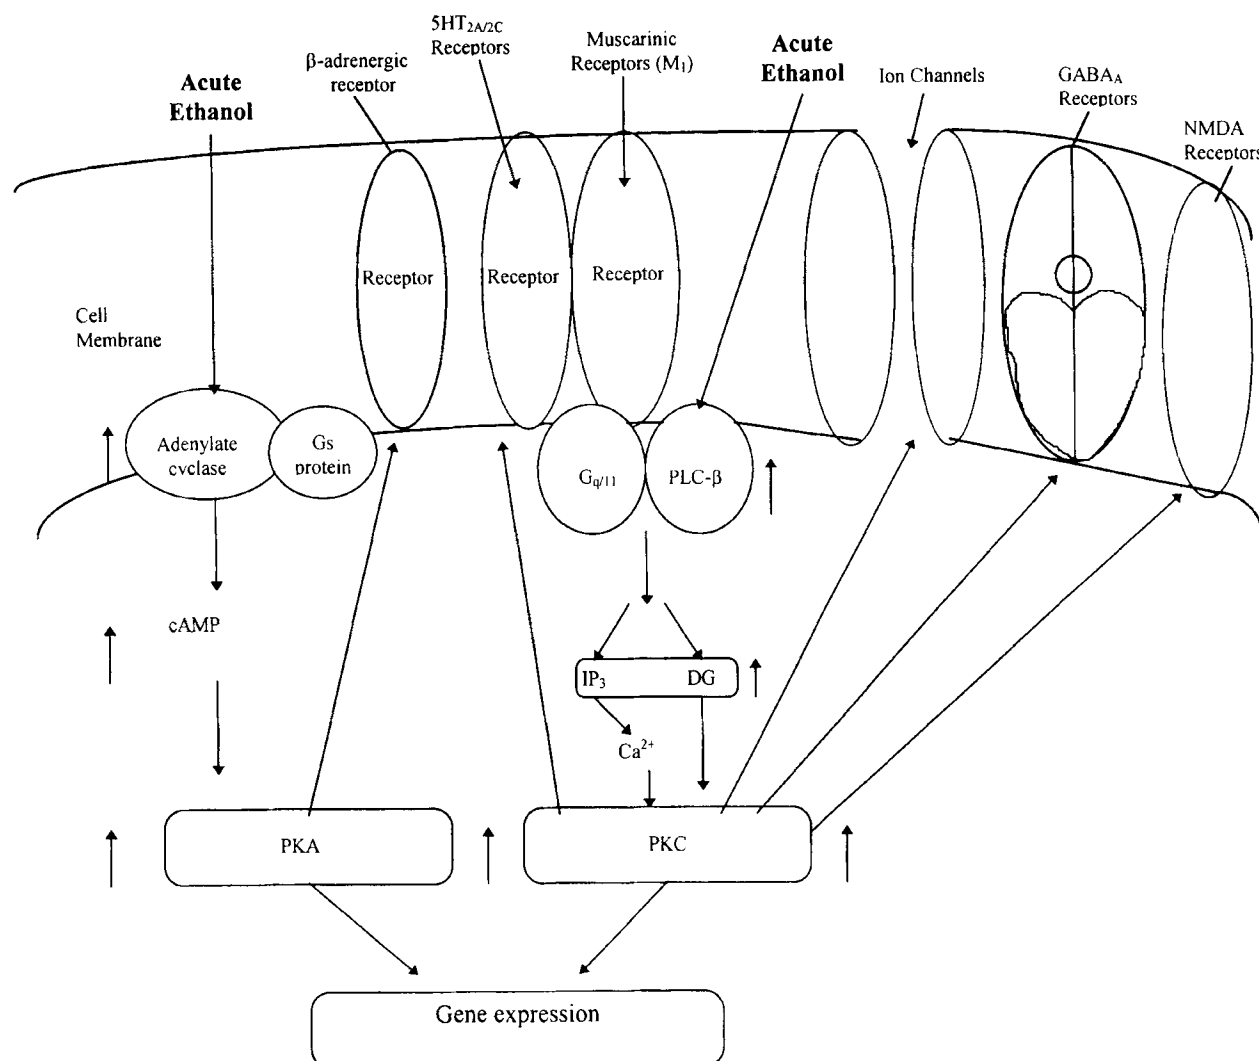 Acute
Ethanol
β-adrenergic
receptor
5HT2A/2C
Receptors
Muscarinic
Receptors (M1)
Acute
Ethanol
Ion Channels
GABAA
Receptors
NMDA
Receptors
Receptor
Receptor
Receptor
Cell
Membrane
Adenylate
cyclase
Gs
protein
Gq/11
PLC-β
cAMP
IP3
DG
Ca2+
PKA
PKC
Gene expression